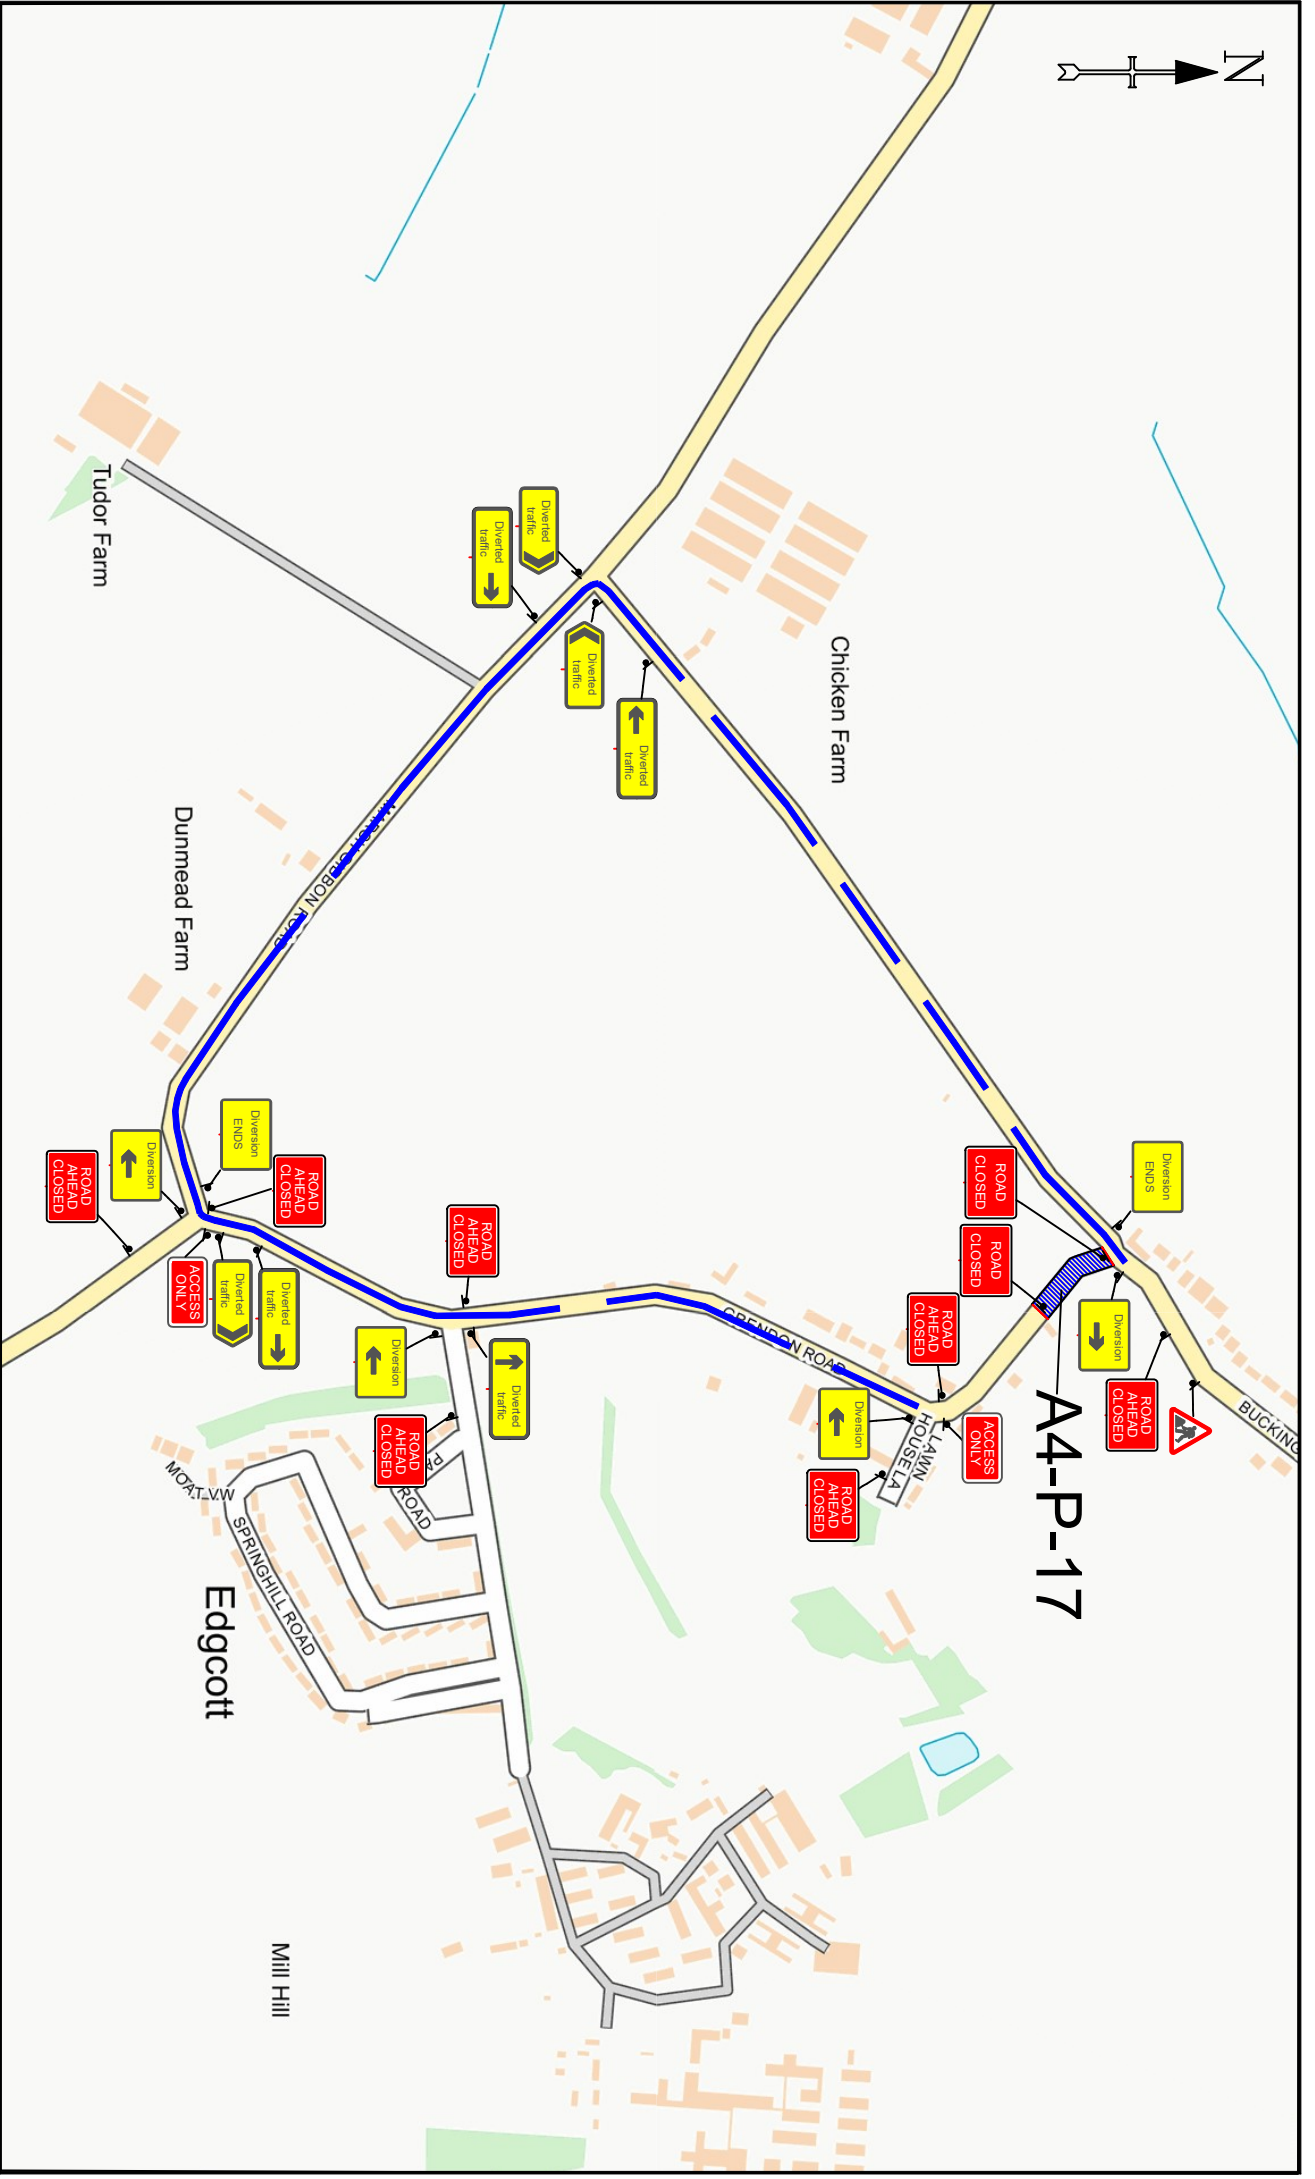 N
BUCKING
Diversion
ENDS
ROAD
CLOSED
ROAD
CLOSED
Diversion
ROAD
AHEAD
CLOSED
A4-P-17
ROAD
AHEAD
CLOSED
ACCESS
ONLY
LAWN
HOUSE LA
Diversion
ROAD
AHEAD
CLOSED
GRENDON ROAD
Chicken Farm
Diverted
traffic
Diverted
traffic
Diverted
traffic
Diverted
traffic
Tudor Farm
MARSH GIBBON ROAD
Dunmead Farm
ROAD
AHEAD
CLOSED
Diverted
traffic
Diversion
ROAD
AHEAD
CLOSED
PA
ROAD
ROAD
AHEAD
CLOSED
Diversion
ENDS
Diversion
ROAD
AHEAD
CLOSED
ACCESS
ONLY
Diverted
traffic
Diverted
traffic
MOAT VW
SPRINGHILL ROAD
Edgcott
Mill Hill